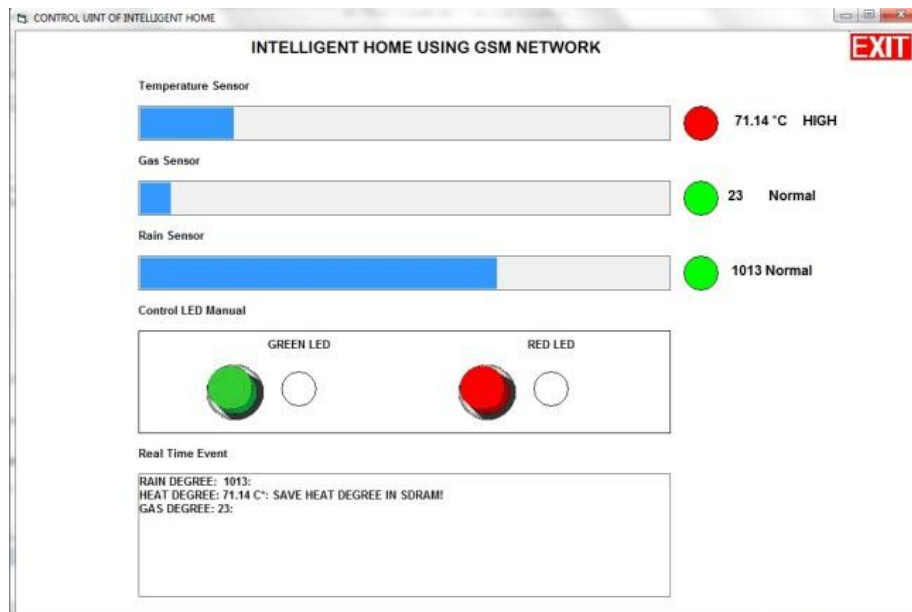 CONTROL UINT OF INTELLIGENT HOME
INTELLIGENT HOME USING GSM NETWORK
EXIT
Temperature Sensor
71.14 °C HIGH
Gas Sensor
23 Normal
Rain Sensor
1013 Normal
Control LED Manual
GREEN LED RED LED
Real Time Event
RAIN DEGREE: 1013:
HEAT DEGREE: 71.14 C°: SAVE HEAT DEGREE IN SDRAM!
GAS DEGREE: 23: